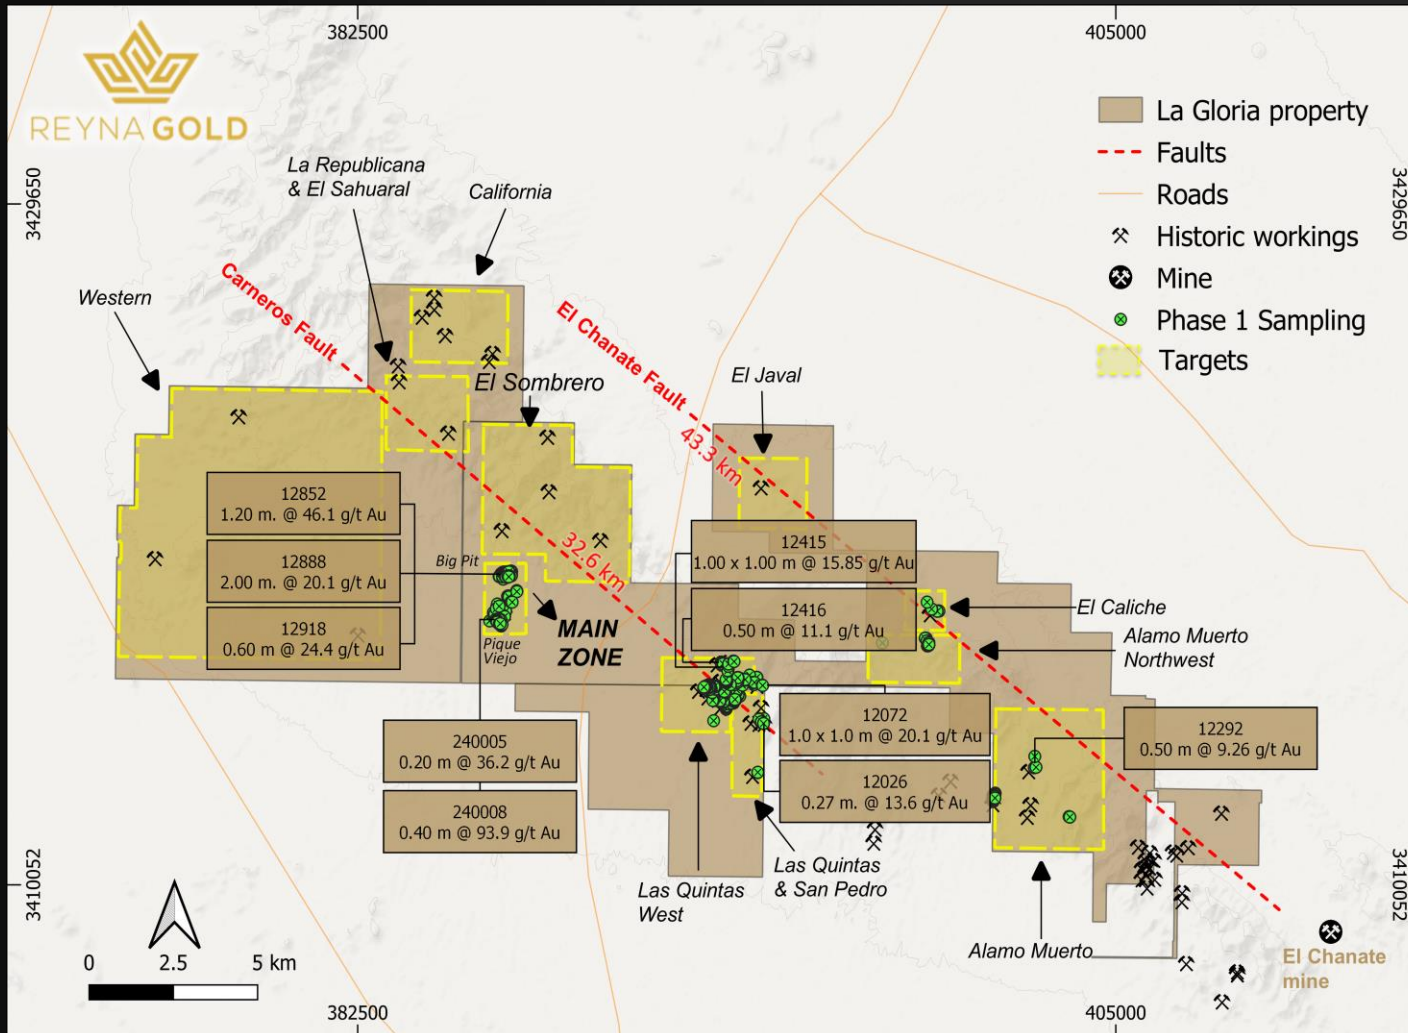 382500
405000
REYNA GOLD
La Gloria property
Faults
Roads
Historic workings
Mine
Phase 1 Sampling
Targets
3429650
3429650
La Republicana
& El Sahuaral
California
Western
Carneros Fault
El Chanate Fault
43.3 km
El Sombrero
El Javal
32.6 km
12852
1.20 m. @ 46.1 g/t Au
12888
2.00 m. @ 20.1 g/t Au
12918
0.60 m @ 24.4 g/t Au
Big Pit
Pique
Viejo
MAIN
ZONE
12415
1.00 x 1.00 m @ 15.85 g/t Au
12416
0.50 m @ 11.1 g/t Au
El Caliche
Alamo Muerto
Northwest
240005
0.20 m @ 36.2 g/t Au
240008
0.40 m @ 93.9 g/t Au
12072
1.0 x 1.0 m @ 20.1 g/t Au
12026
0.27 m. @ 13.6 g/t Au
12292
0.50 m @ 9.26 g/t Au
Las Quintas
West
Las Quintas
& San Pedro
Alamo Muerto
El Chanate
mine
3410052
3410052
0 2.5 5 km
382500
405000